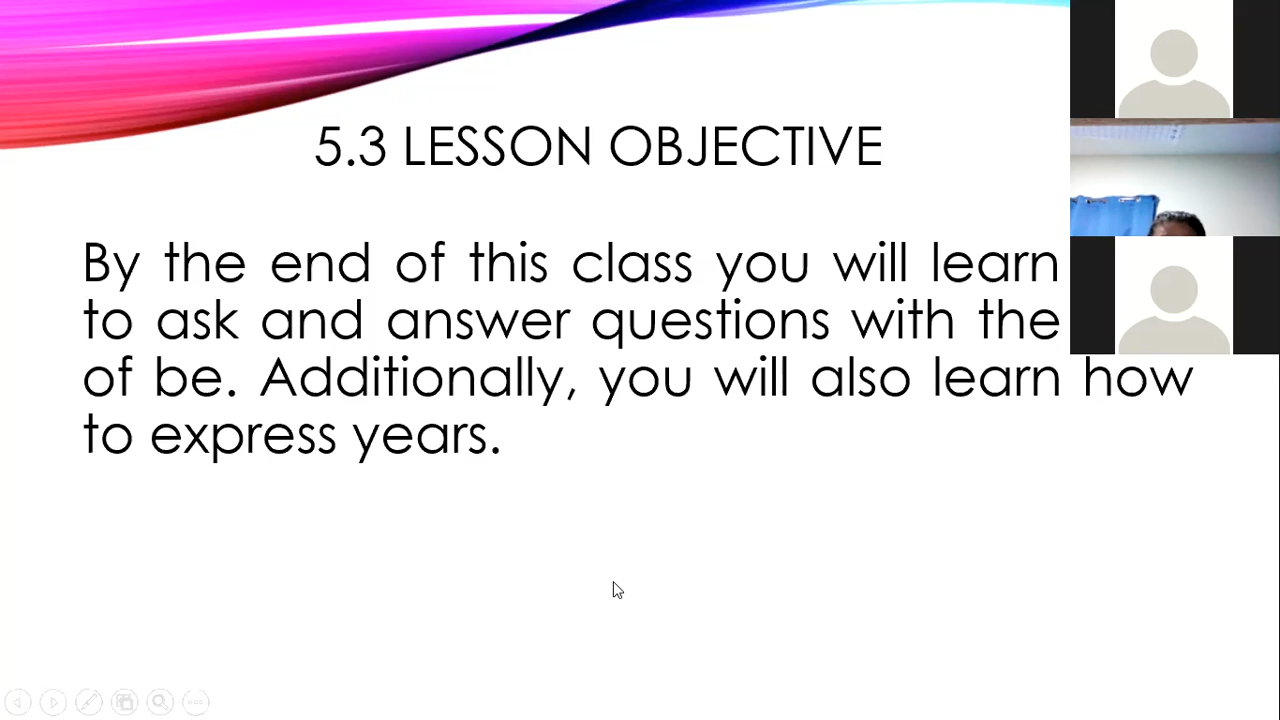 5.3 LESSON OBJECTIVE
By the end of this class you will learn
to ask and answer questions with the
of be. Additionally, you will also learn how
to express years.